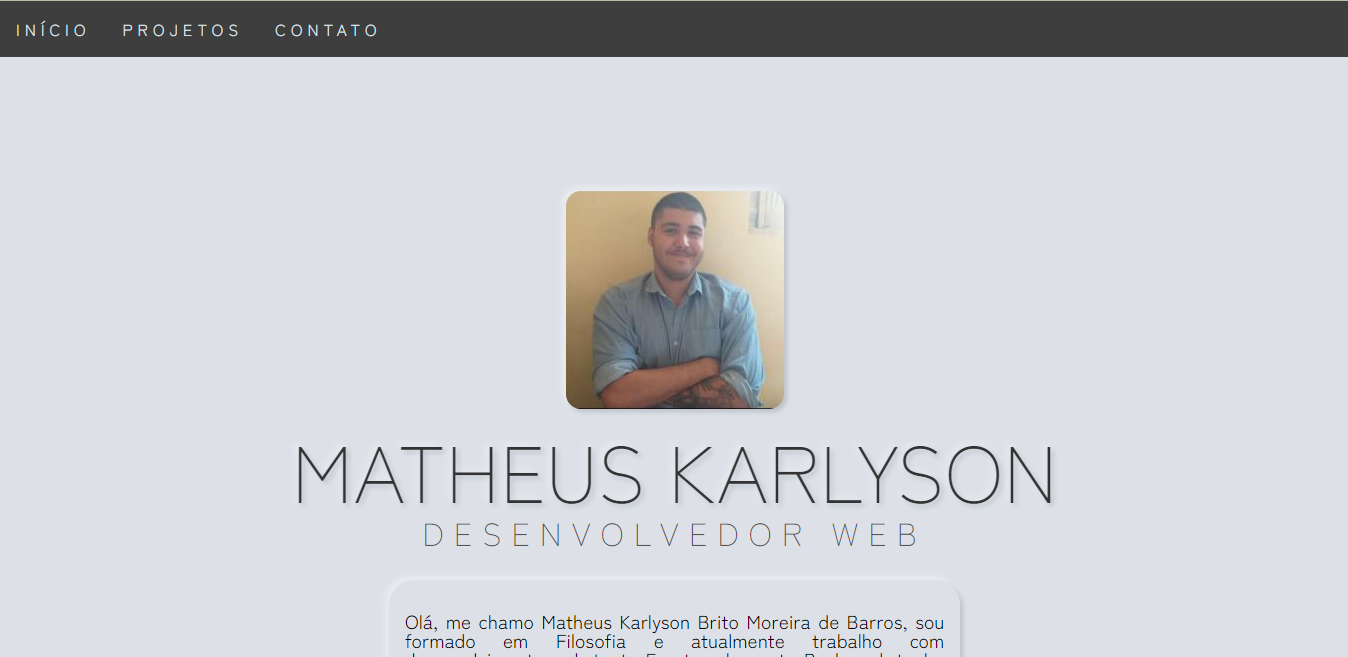 INÍCIO PROJETOS CONTATO
MATHEUS KARLYSON
DESENVOLVEDOR WEB
Olá, me chamo Matheus Karlyson Brito Moreira de Barros, sou
formado em Filosofia e atualmente trabalho com